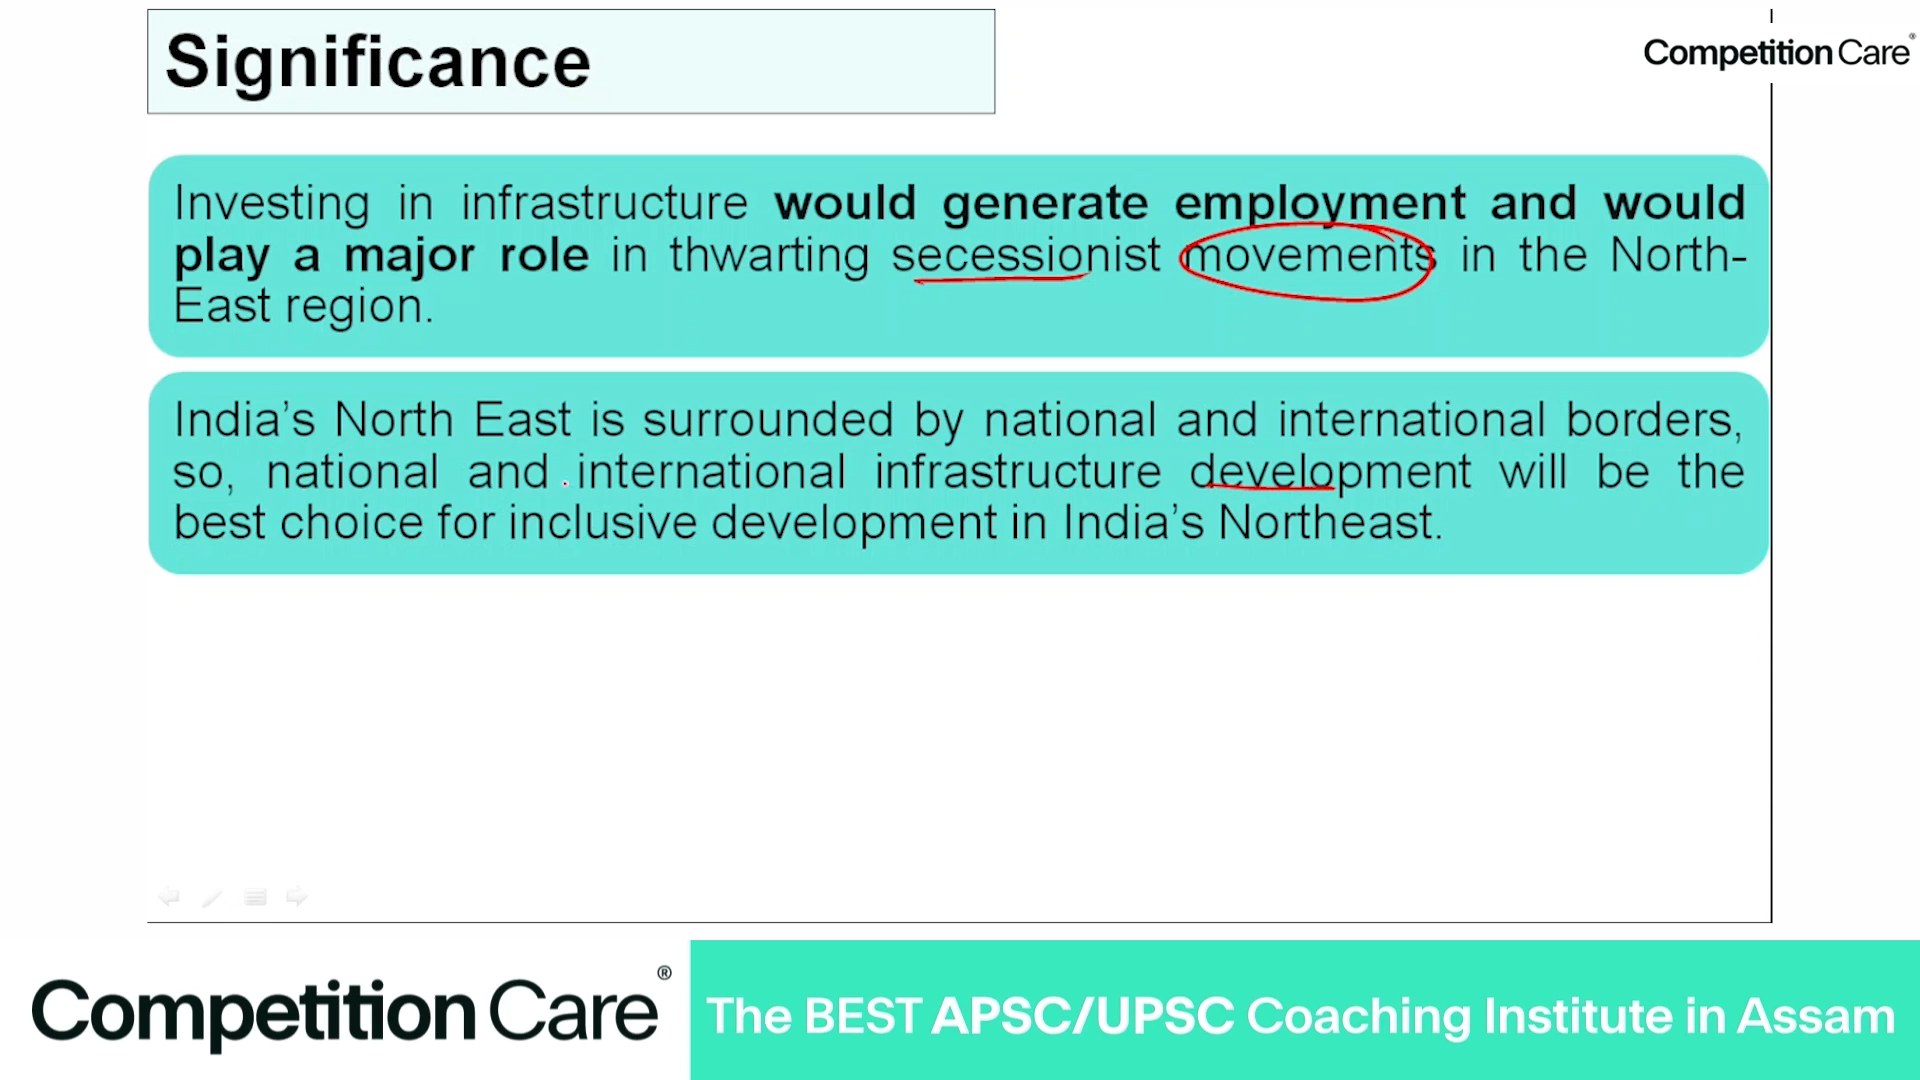 Significance
Competition Care®
Investing in infrastructure would generate employment and would
play a major role in thwarting secessionist movements in the North-
East region.
India’s North East is surrounded by national and international borders,
so, national and international infrastructure development will be the
best choice for inclusive development in India’s Northeast.
Competition Care®
The BEST APSC/UPSC Coaching Institute in Assam